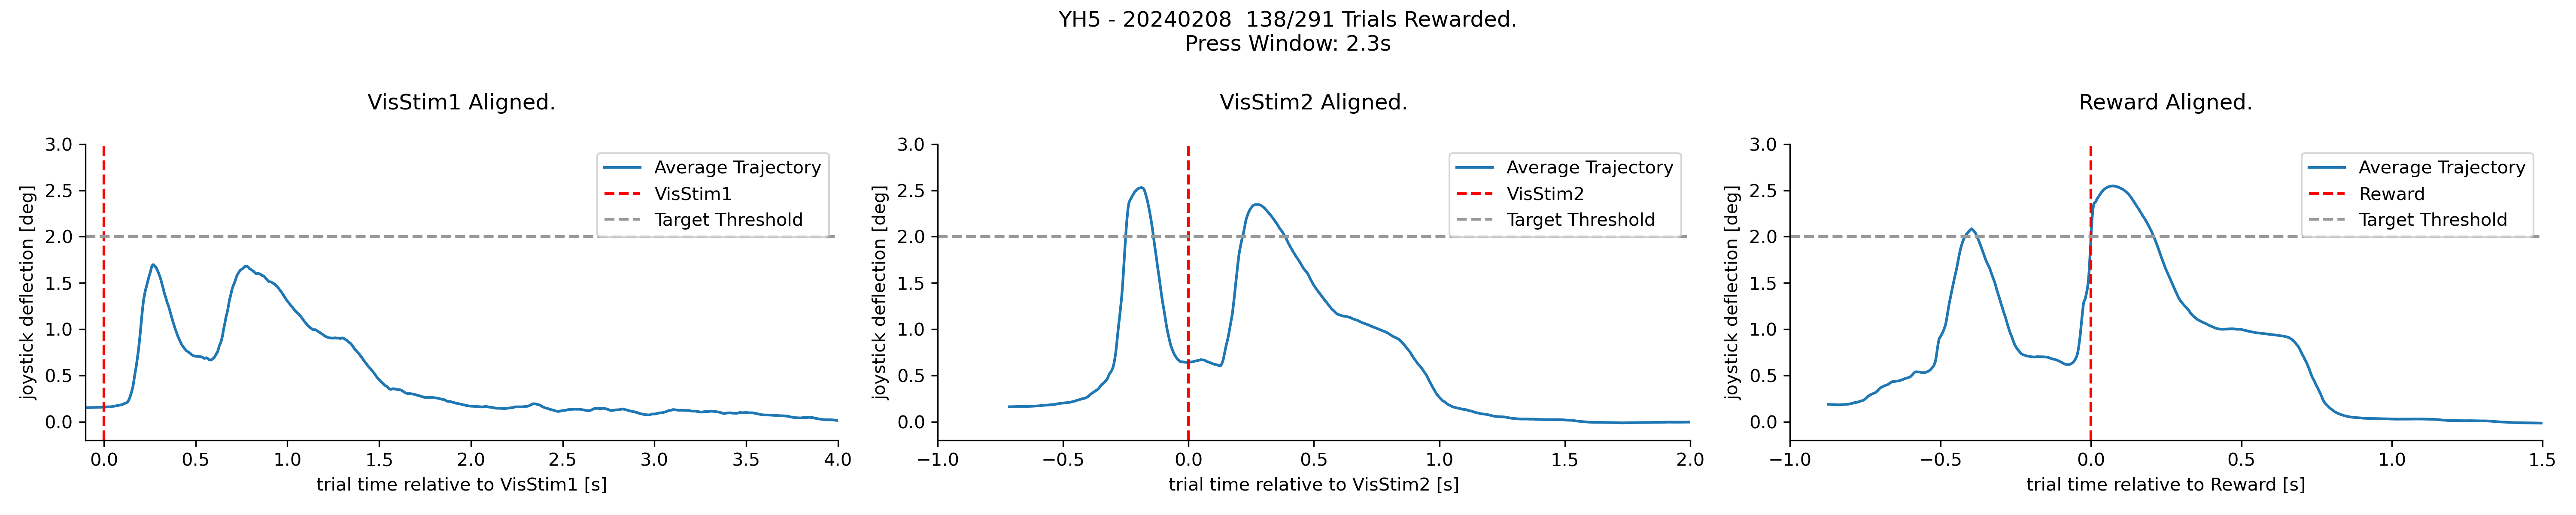 YH5 - 20240208  138/291 Trials Rewarded.
Press Window: 2.3s
VisStim1 Aligned.
joystick deflection [deg]
3.0
2.5
2.0
1.5
1.0
0.5
0.0
Average Trajectory
VisStim1
Target Threshold
0.0 0.5 1.0 1.5 2.0 2.5 3.0 3.5 4.0
trial time relative to VisStim1 [s]
VisStim2 Aligned.
joystick deflection [deg]
3.0
2.5
2.0
1.5
1.0
0.5
0.0
Average Trajectory
VisStim2
Target Threshold
−1.0 −0.5 0.0 0.5 1.0 1.5 2.0
trial time relative to VisStim2 [s]
Reward Aligned.
joystick deflection [deg]
3.0
2.5
2.0
1.5
1.0
0.5
0.0
Average Trajectory
Reward
Target Threshold
−1.0 −0.5 0.0 0.5 1.0 1.5
trial time relative to Reward [s]